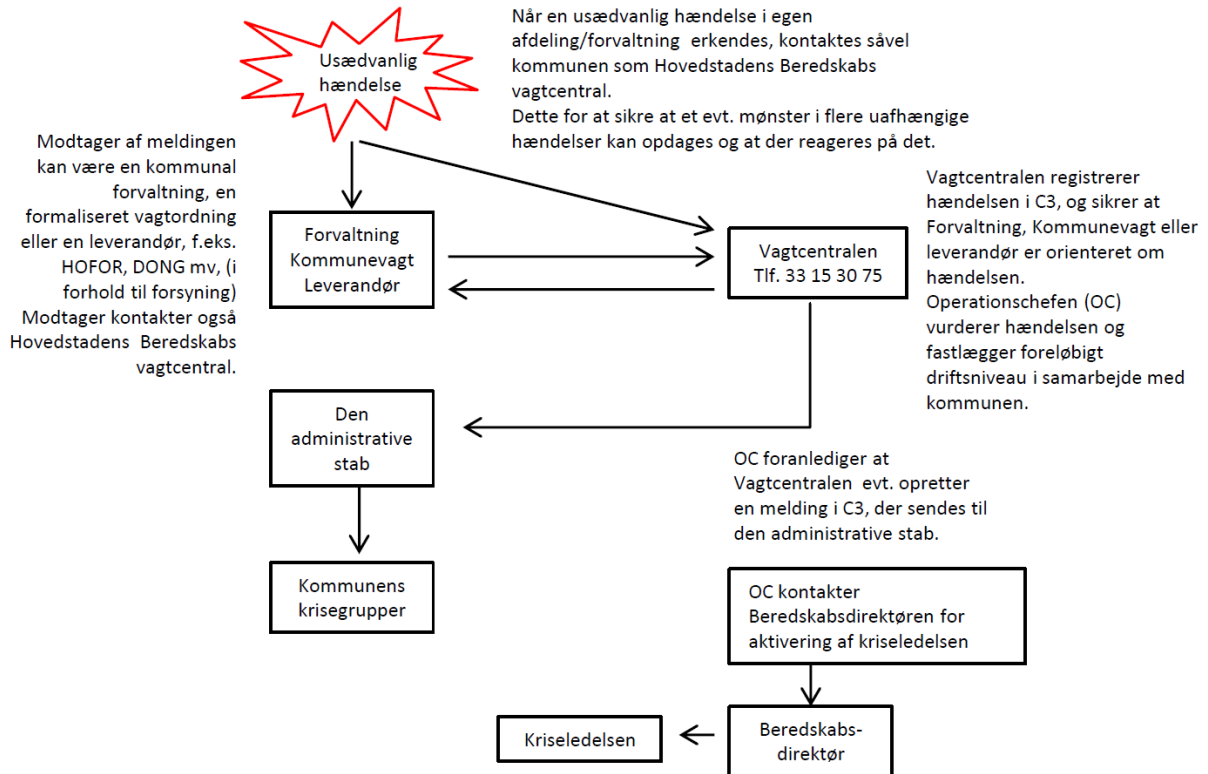 Usædvanlig
hændelse
Når en usædvanlig hændelse i egen
afdeling/forvaltning erkendes, kontaktes såvel
kommunen som Hovedstadens Beredskabs
vagtcentral.
Dette for at sikre at et evt. mønster i flere uafhængige
hændelser kan opdages og at der reageres på det.
Modtager af meldingen
kan være en kommunal
forvaltning, en
formaliseret vagtordning
eller en leverandør, f.eks.
HOFOR, DONG mv, (i
forhold til forsyning)
Modtager kontakter også
Hovedstadens Beredskabs
vagtcentral.
Forvaltning
Kommunevagt
Leverandør
Vagtcentralen
Tlf. 33 15 30 75
Vagtcentralen registrerer
hændelsen i C3, og sikrer at
Forvaltning, Kommunevagt eller
leverandør er orienteret om
hændelsen.
Operationschefen (OC)
vurderer hændelsen og
fastlægger foreløbigt
driftsniveau i samarbejde med
kommunen.
Den
administrative
stab
OC foranlediger at
Vagtcentralen evt. opretter
en melding i C3, der sendes til
den administrative stab.
Kommunens
krisegrupper
OC kontakter
Beredskabsdirektøren for
aktivering af kriseledelsen
Beredskabs-
direktør
Kriseledelsen